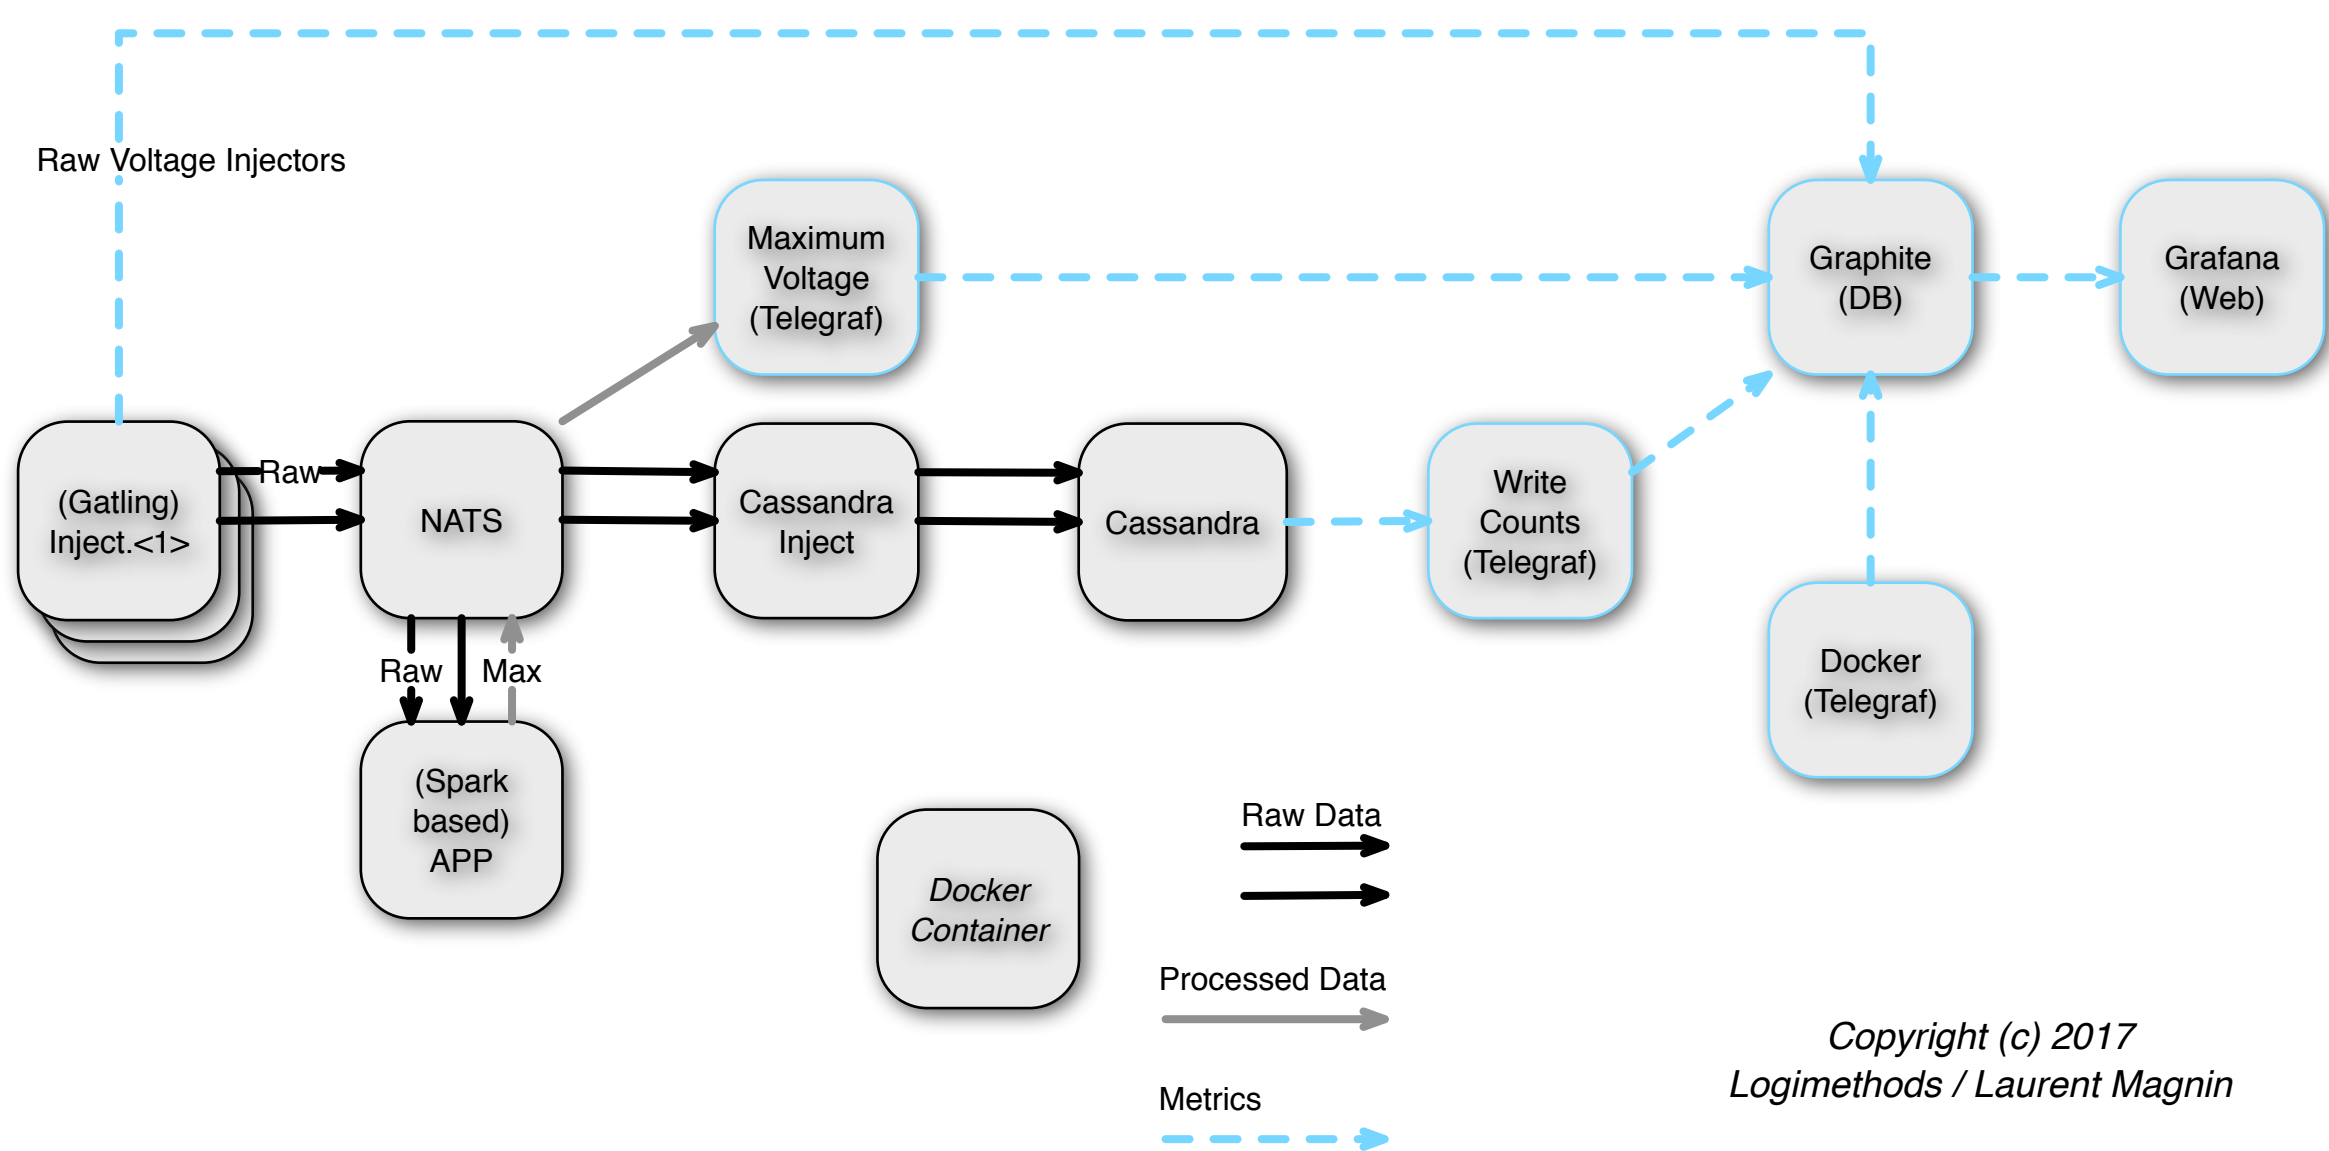 Raw Voltage Injectors
Maximum
Voltage
(Telegraf)
Graphite
(DB)
Grafana
(Web)
(Gatling)
Inject.<1>
Raw
NATS
Cassandra
Inject
Cassandra
Write
Counts
(Telegraf)
Raw
Max
Docker
(Telegraf)
(Spark
based)
APP
Docker
Container
Raw Data
Processed Data
Metrics
Copyright (c) 2017
Logimethods / Laurent Magnin